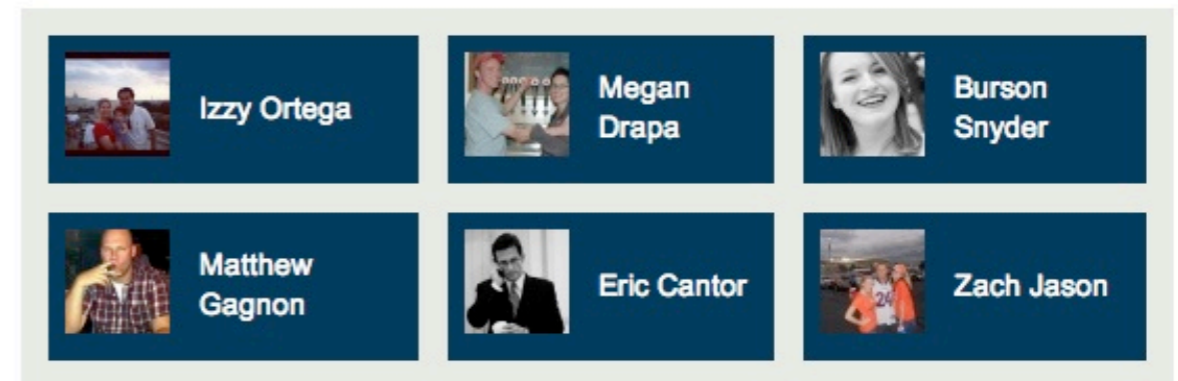 Izzy Ortega
Megan
Drapa
Burson
Snyder
Matthew
Gagnon
Eric Cantor
Zach Jason